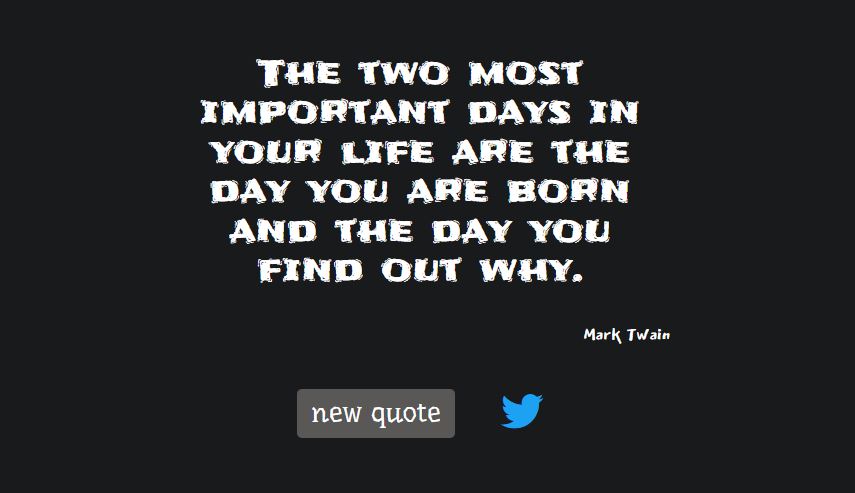 The two most
important days in
your life are the
day you are born
and the day you
find out why.
Mark Twain
new quote